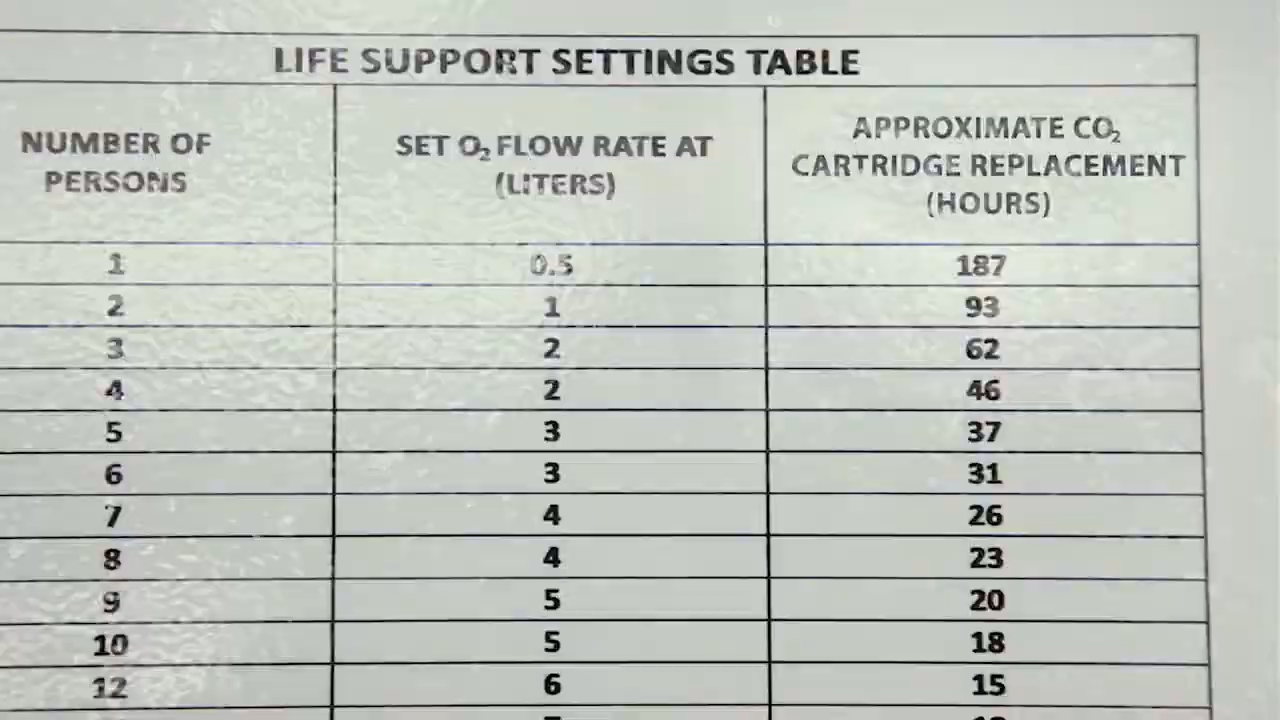 LIFE SUPPORT SETTINGS TABLE
NUMBER OF PERSONS SET O₂ FLOW RATE AT (LITERS) APPROXIMATE CO₂ CARTRIDGE REPLACEMENT (HOURS)
1 0.5 187
2 1 93
3 2 62
4 2 46
5 3 37
6 3 31
7 4 26
8 4 23
9 5 20
10 5 18
12 6 15